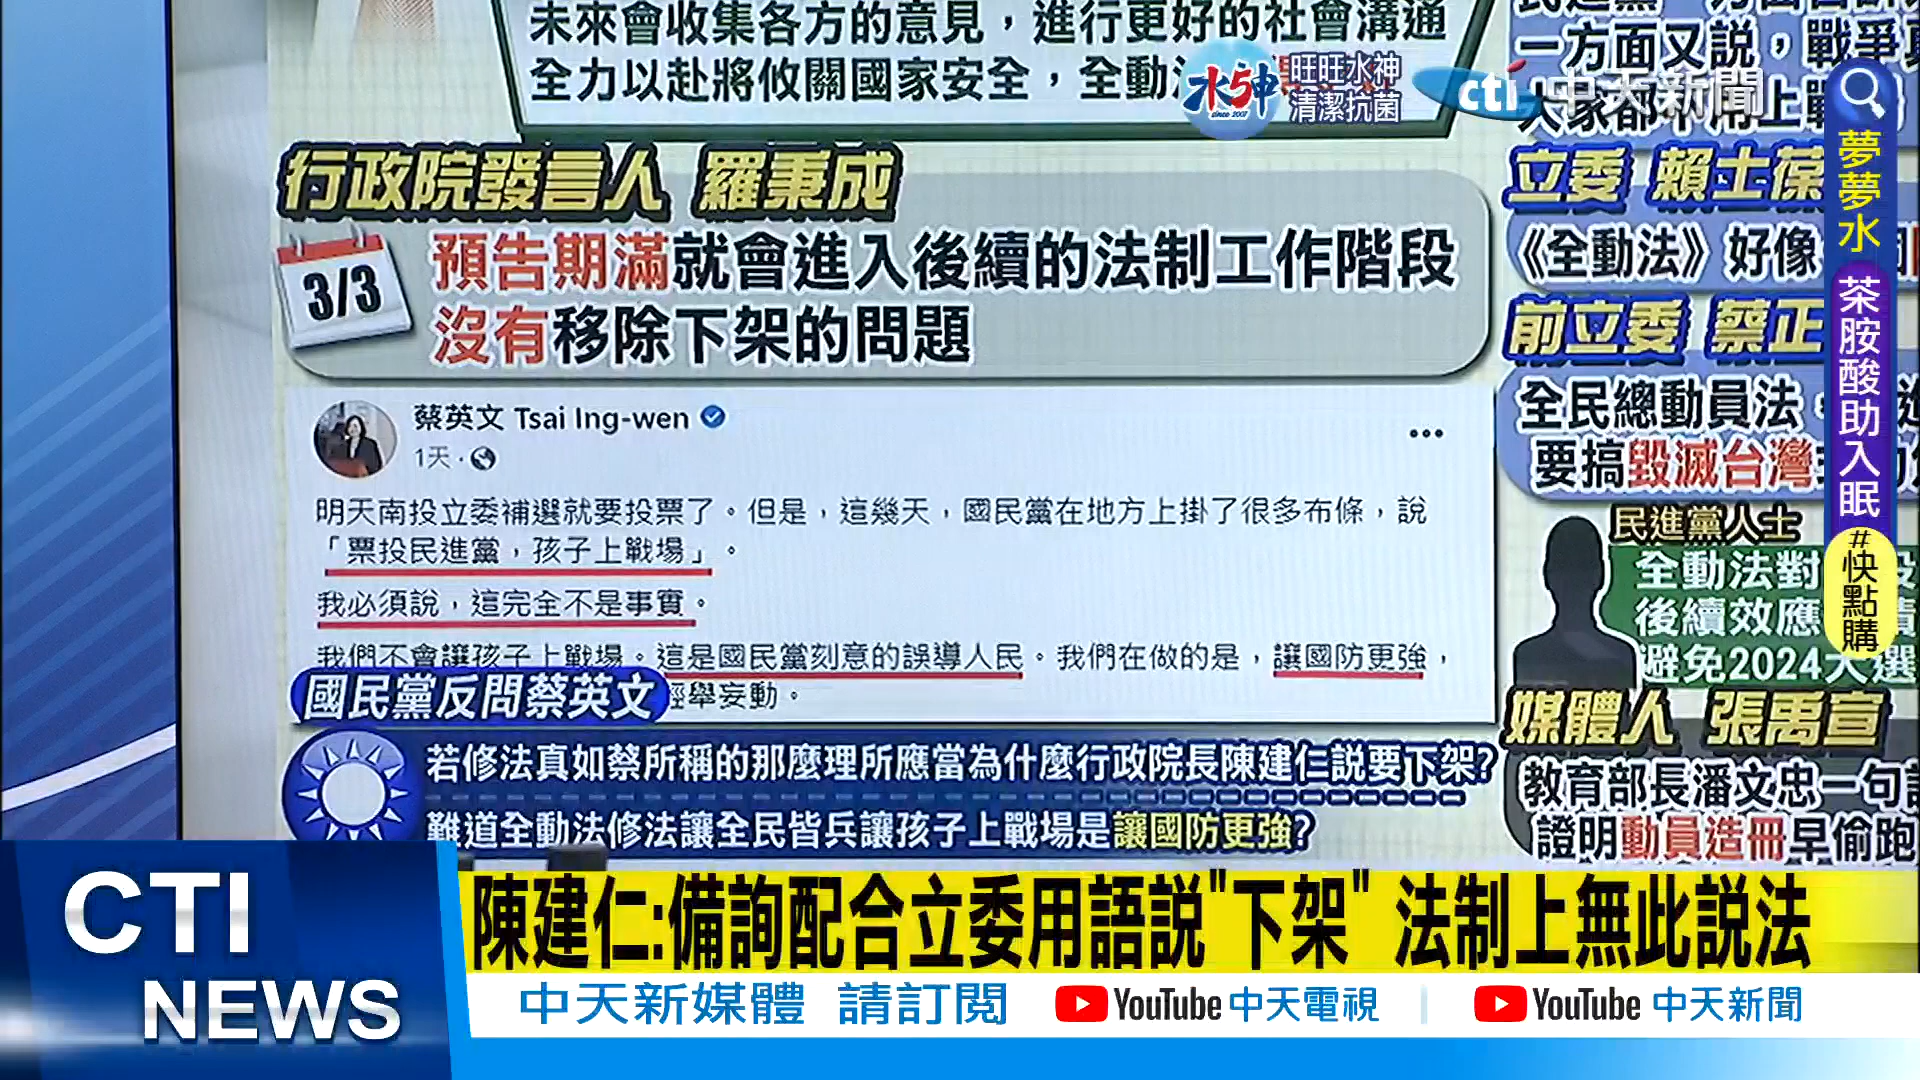 未來會收集各方的意見，進行更好的社會溝通
全力以赴將攸關國家安全，全動
行政院發言人 羅秉成
3/3
預告期滿就會進入後續的法制工作階段
沒有移除下架的問題
蔡英文 Tsai Ing-wen
1天
明天南投立委補選就要投票了。但是，這幾天，國民黨在地方上掛了很多布條，說
「票投民進黨，孩子上戰場」。
我必須說，這完全不是事實。
我們不會讓孩子上戰場。這是國民黨刻意的誤導人民。我們在做的是，讓國防更強，
舉妄動。
國民黨反問蔡英文
若修法真如蔡所稱的那麼理所應當為什麼行政院長陳建仁說要下架?
難道全動法修法讓全民皆兵讓孩子上戰場是讓國防更強?
一方面又說，戰爭
大家都不用上戰
立委 賴士葆
《全動法》好像
前立委 蔡正
全民總動員法
要搞毀滅台灣
民進黨人士
全動法對
後續效應
避免2024大選
媒體人 張禹宣
教育部長潘文忠一句
證明動員造冊早偷跑
水神
since 2007
旺旺水神
清潔抗菌
cti 中天新聞
夢夢水
茶胺酸助入眠
#快點購
CTI
NEWS
陳建仁:備詢配合立委用語說"下架" 法制上無此說法
中天新媒體 請訂閱 YouTube 中天電視 | YouTube 中天新聞